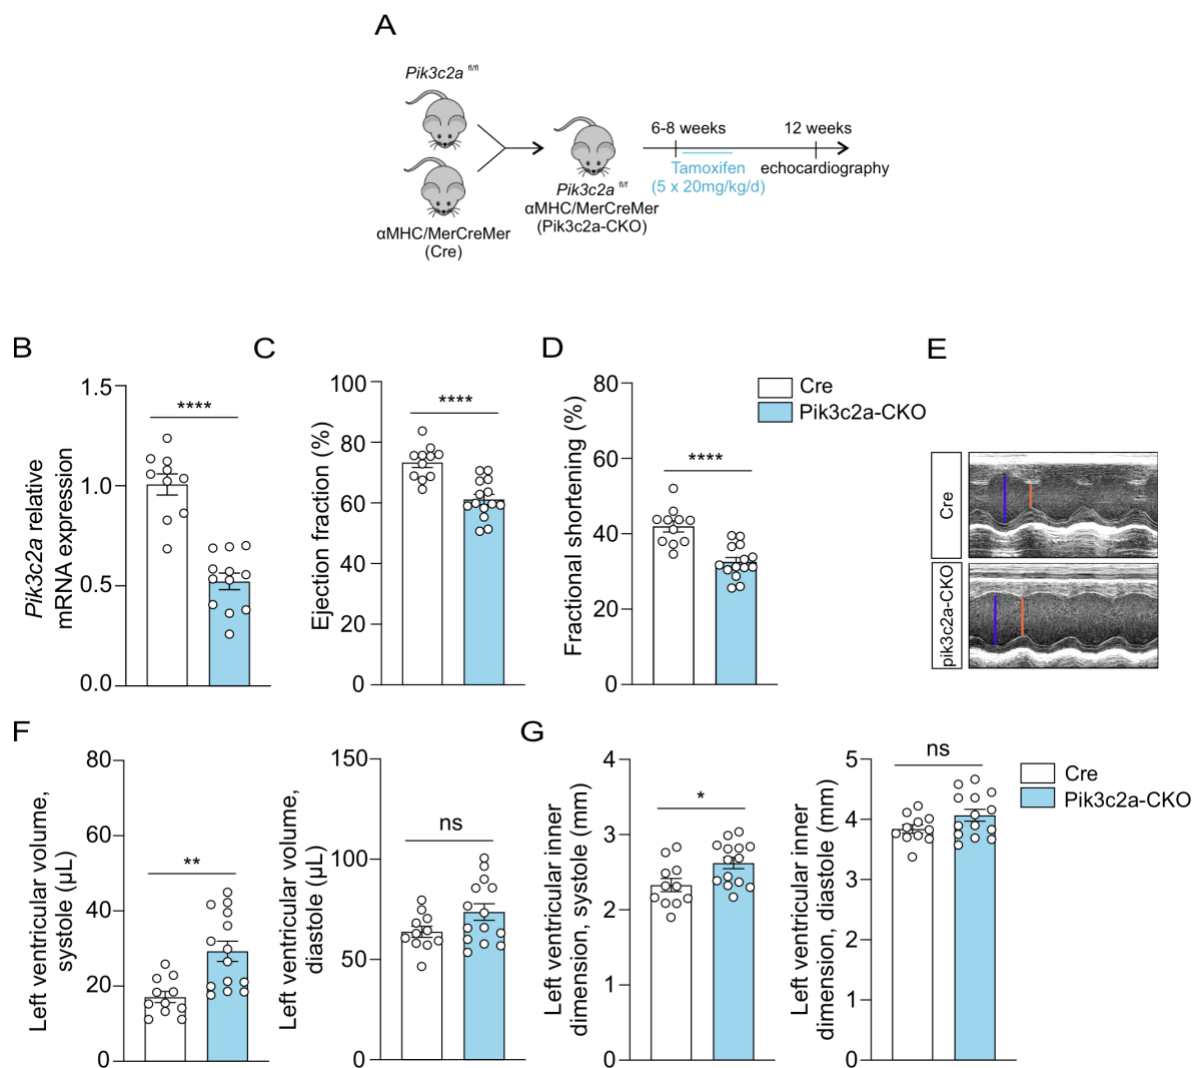 A
Pik3c2a fl/fl
αMHC/MerCreMer
(Cre)
Pik3c2a fl/f
αMHC/MerCreMer
(Pik3c2a-CKO)
6-8 weeks
12 weeks
Tamoxifen
(5 x 20mg/kg/d)
echocardiography
B
Pik3c2a relative
mRNA expression
1.5
1.0
0.5
0.0
****
C
Ejection fraction (%)
100
80
60
40
20
0
****
D
Fractional shortening (%)
80
60
40
20
0
****
Cre
Pik3c2a-CKO
E
Cre
pik3c2a-CKO
F
Left ventricular volume,
systole (µL)
80
60
40
20
0
**
Left ventricular volume,
diastole (µL)
150
100
50
0
ns
G
Left ventricular inner
dimension, systole (mm)
4
3
2
1
0
*
Left ventricular inner
dimension, diastole (mm)
5
4
3
2
1
0
ns
Cre
Pik3c2a-CKO